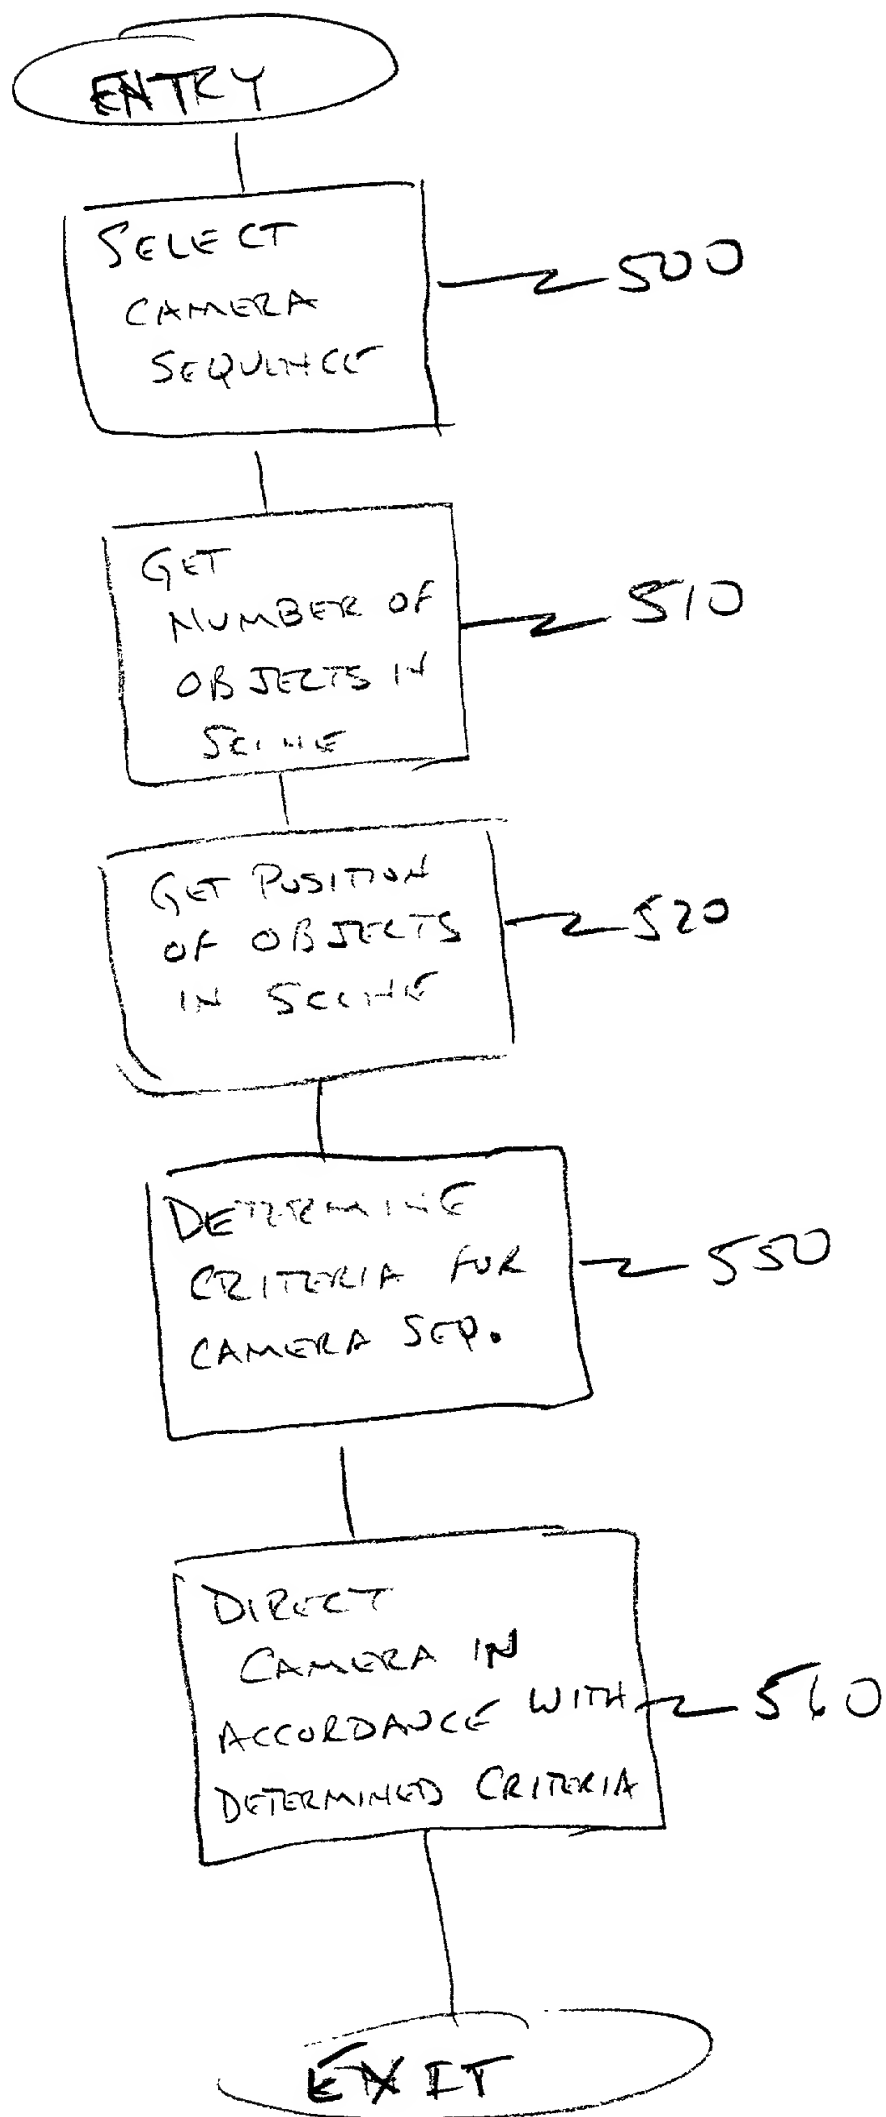 ENTRY
SELECT
CAMERA
SEQUENCE
500
GET
NUMBER OF
OBJECTS IN
SCENE
510
GET POSITION
OF OBJECTS
IN SCENE
520
DETERMINE
CRITERIA FOR
CAMERA SEQ.
550
DIRECT
CAMERA IN
ACCORDANCE WITH
DETERMINED CRITERIA
560
EXIT